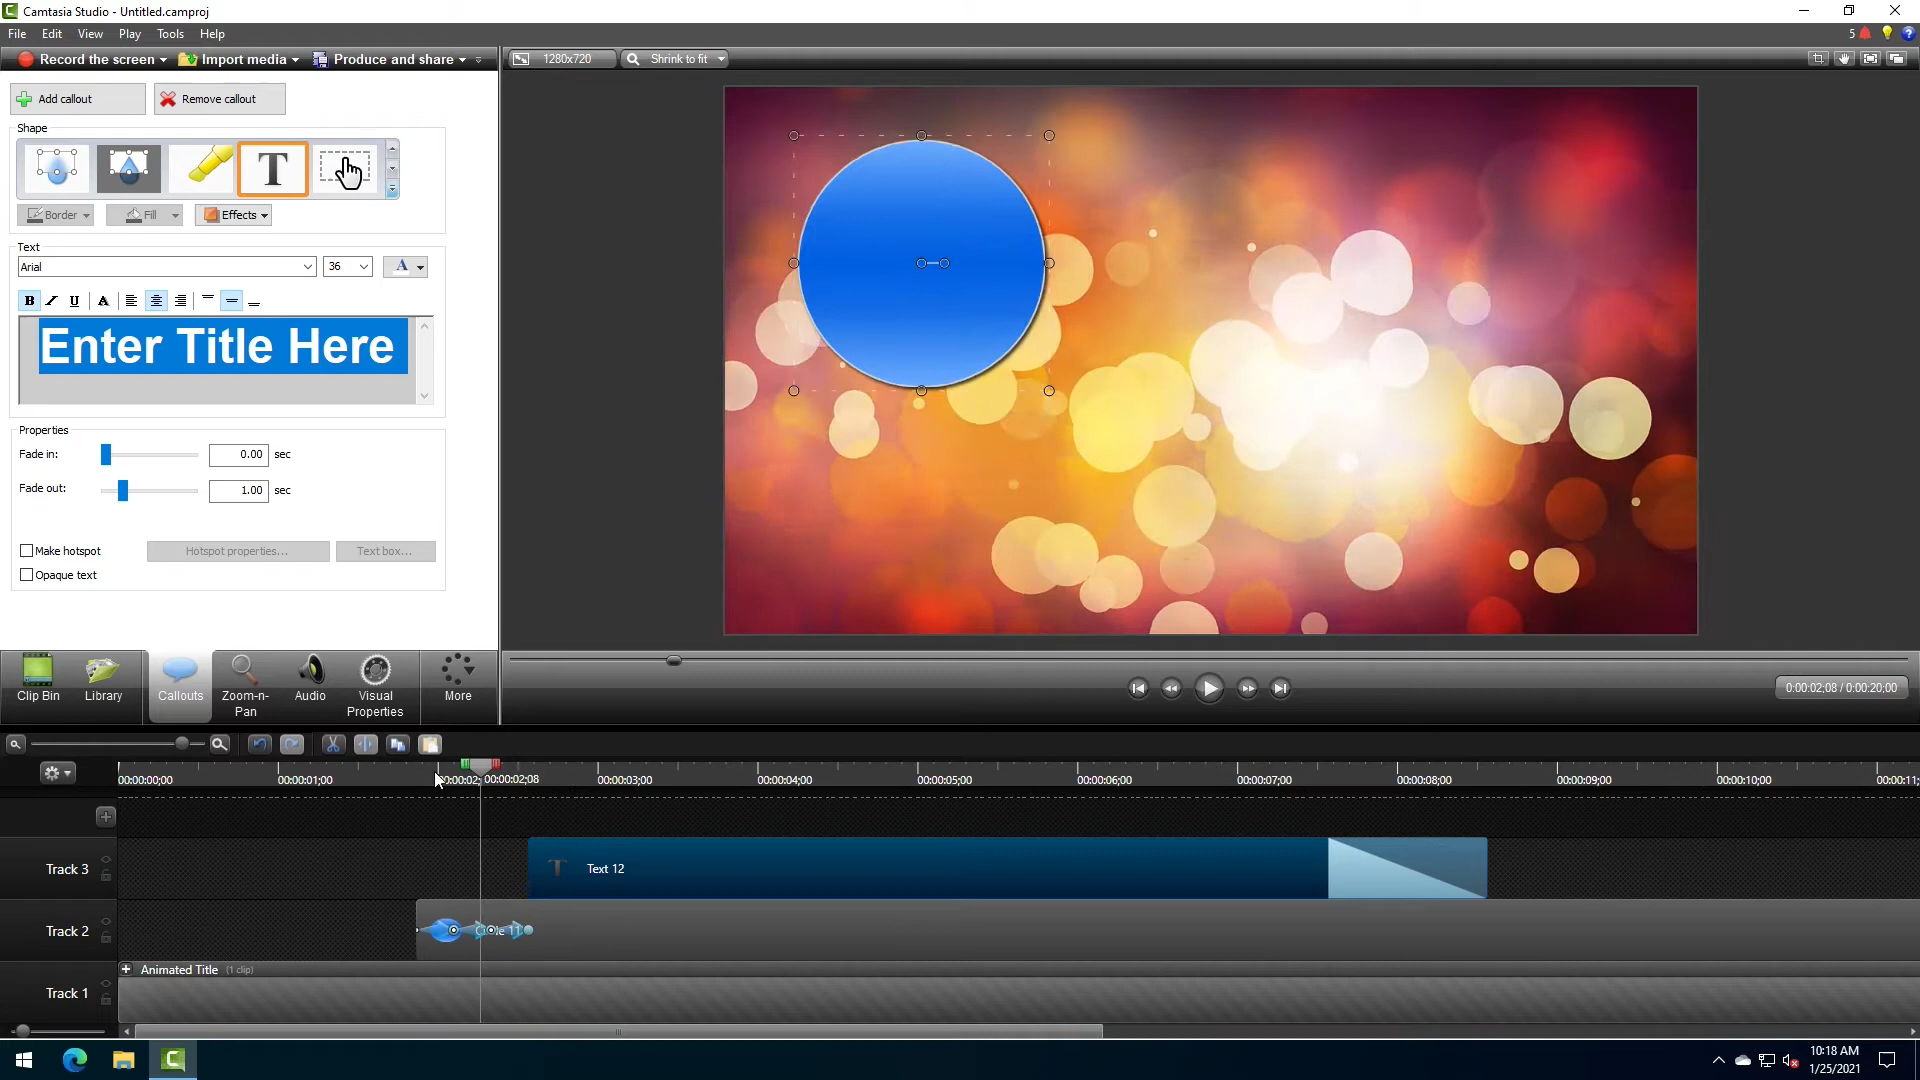 Camtasia Studio - Untitled.camproj
File Edit View Play Tools Help
5
Record the screen Import media Produce and share
1280x720 Shrink to fit
Add callout Remove callout
Shape
T
Border Fill Effects
Text
Arial 36 A
B I U A
Enter Title Here
Properties
Fade in: 0.00 sec
Fade out: 1.00 sec
Make hotspot Hotspot properties... Text box...
Opaque text
Clip Bin Library Callouts Zoom-n-Pan Audio Visual Properties More
0:00:02;08 / 0:00:20;00
00:00:00;00 00:00:01;00 00:00:02; 00:00:02;08 00:00:03;00 00:00:04;00 00:00:05;00 00:00:06;00 00:00:07;00 00:00:08;00 00:00:09;00 00:00:10;00 00:00:11;
Track 3 T Text 12
Track 2
Animated Title (1 clip)
Track 1
10:18 AM
1/25/2021